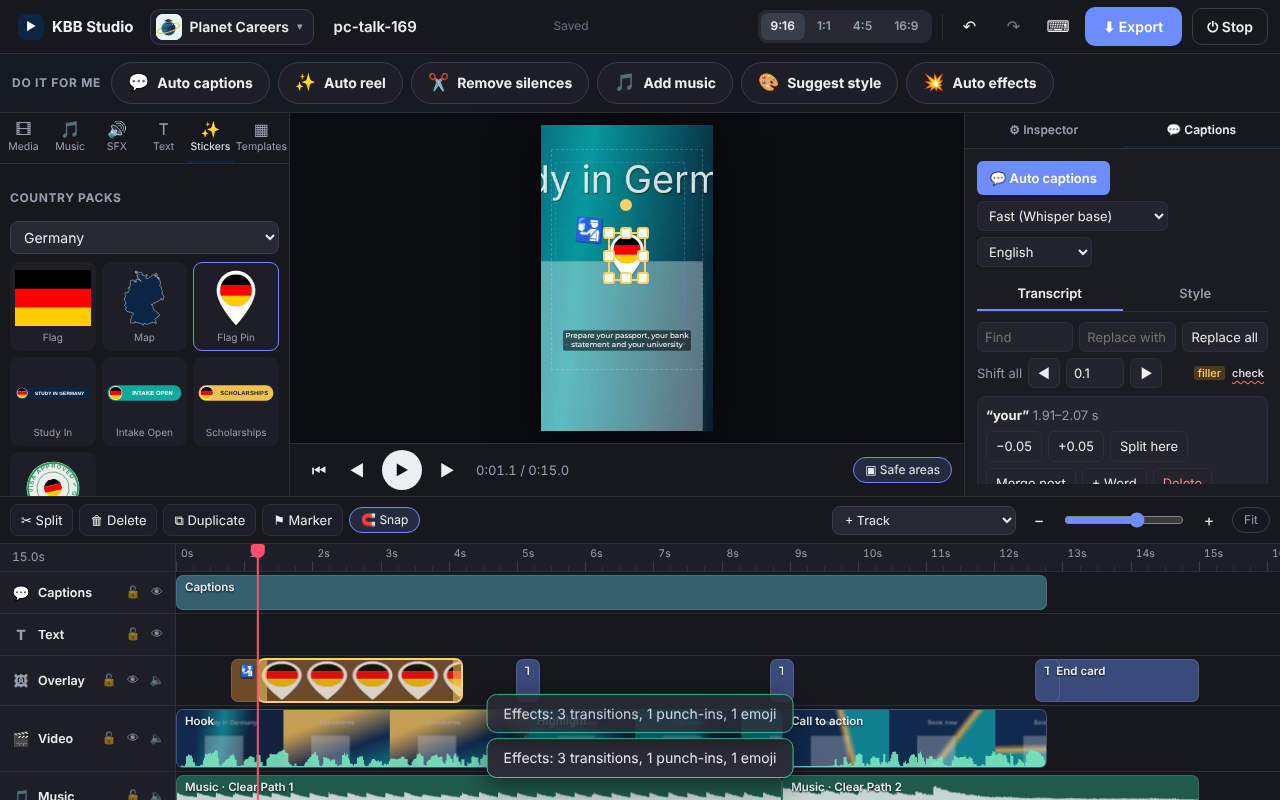 KBB Studio
Planet Careers
pc-talk-169
Saved
9:16
1:1
4:5
16:9
Export
Stop
DO IT FOR ME
Auto captions
Auto reel
Remove silences
Add music
Suggest style
Auto effects
Media
Music
SFX
Text
Stickers
Templates
COUNTRY PACKS
Germany
Flag
Map
Flag Pin
STUDY IN GERMANY
INTAKE OPEN
SCHOLARSHIPS
Study In
Intake Open
Scholarships
dy in Germ
Prepare your passport, your bank
statement and your university
0:01.1 / 0:15.0
Safe areas
Inspector
Captions
Auto captions
Fast (Whisper base)
English
Transcript
Style
Find
Replace with
Replace all
Shift all
0.1
filler
check
“your” 1.91–2.07 s
−0.05
+0.05
Split here
Merge next
+ Word
Delete
Split
Delete
Duplicate
Marker
Snap
+ Track
−
+
Fit
15.0s
0s
2s
3s
4s
5s
6s
7s
8s
9s
10s
11s
12s
13s
14s
15s
Captions
Captions
T Text
Overlay
End card
Video
Hook
Call to action
Book now
Book now
Effects: 3 transitions, 1 punch-ins, 1 emoji
Effects: 3 transitions, 1 punch-ins, 1 emoji
Music
Music · Clear Path 1
Music · Clear Path 2